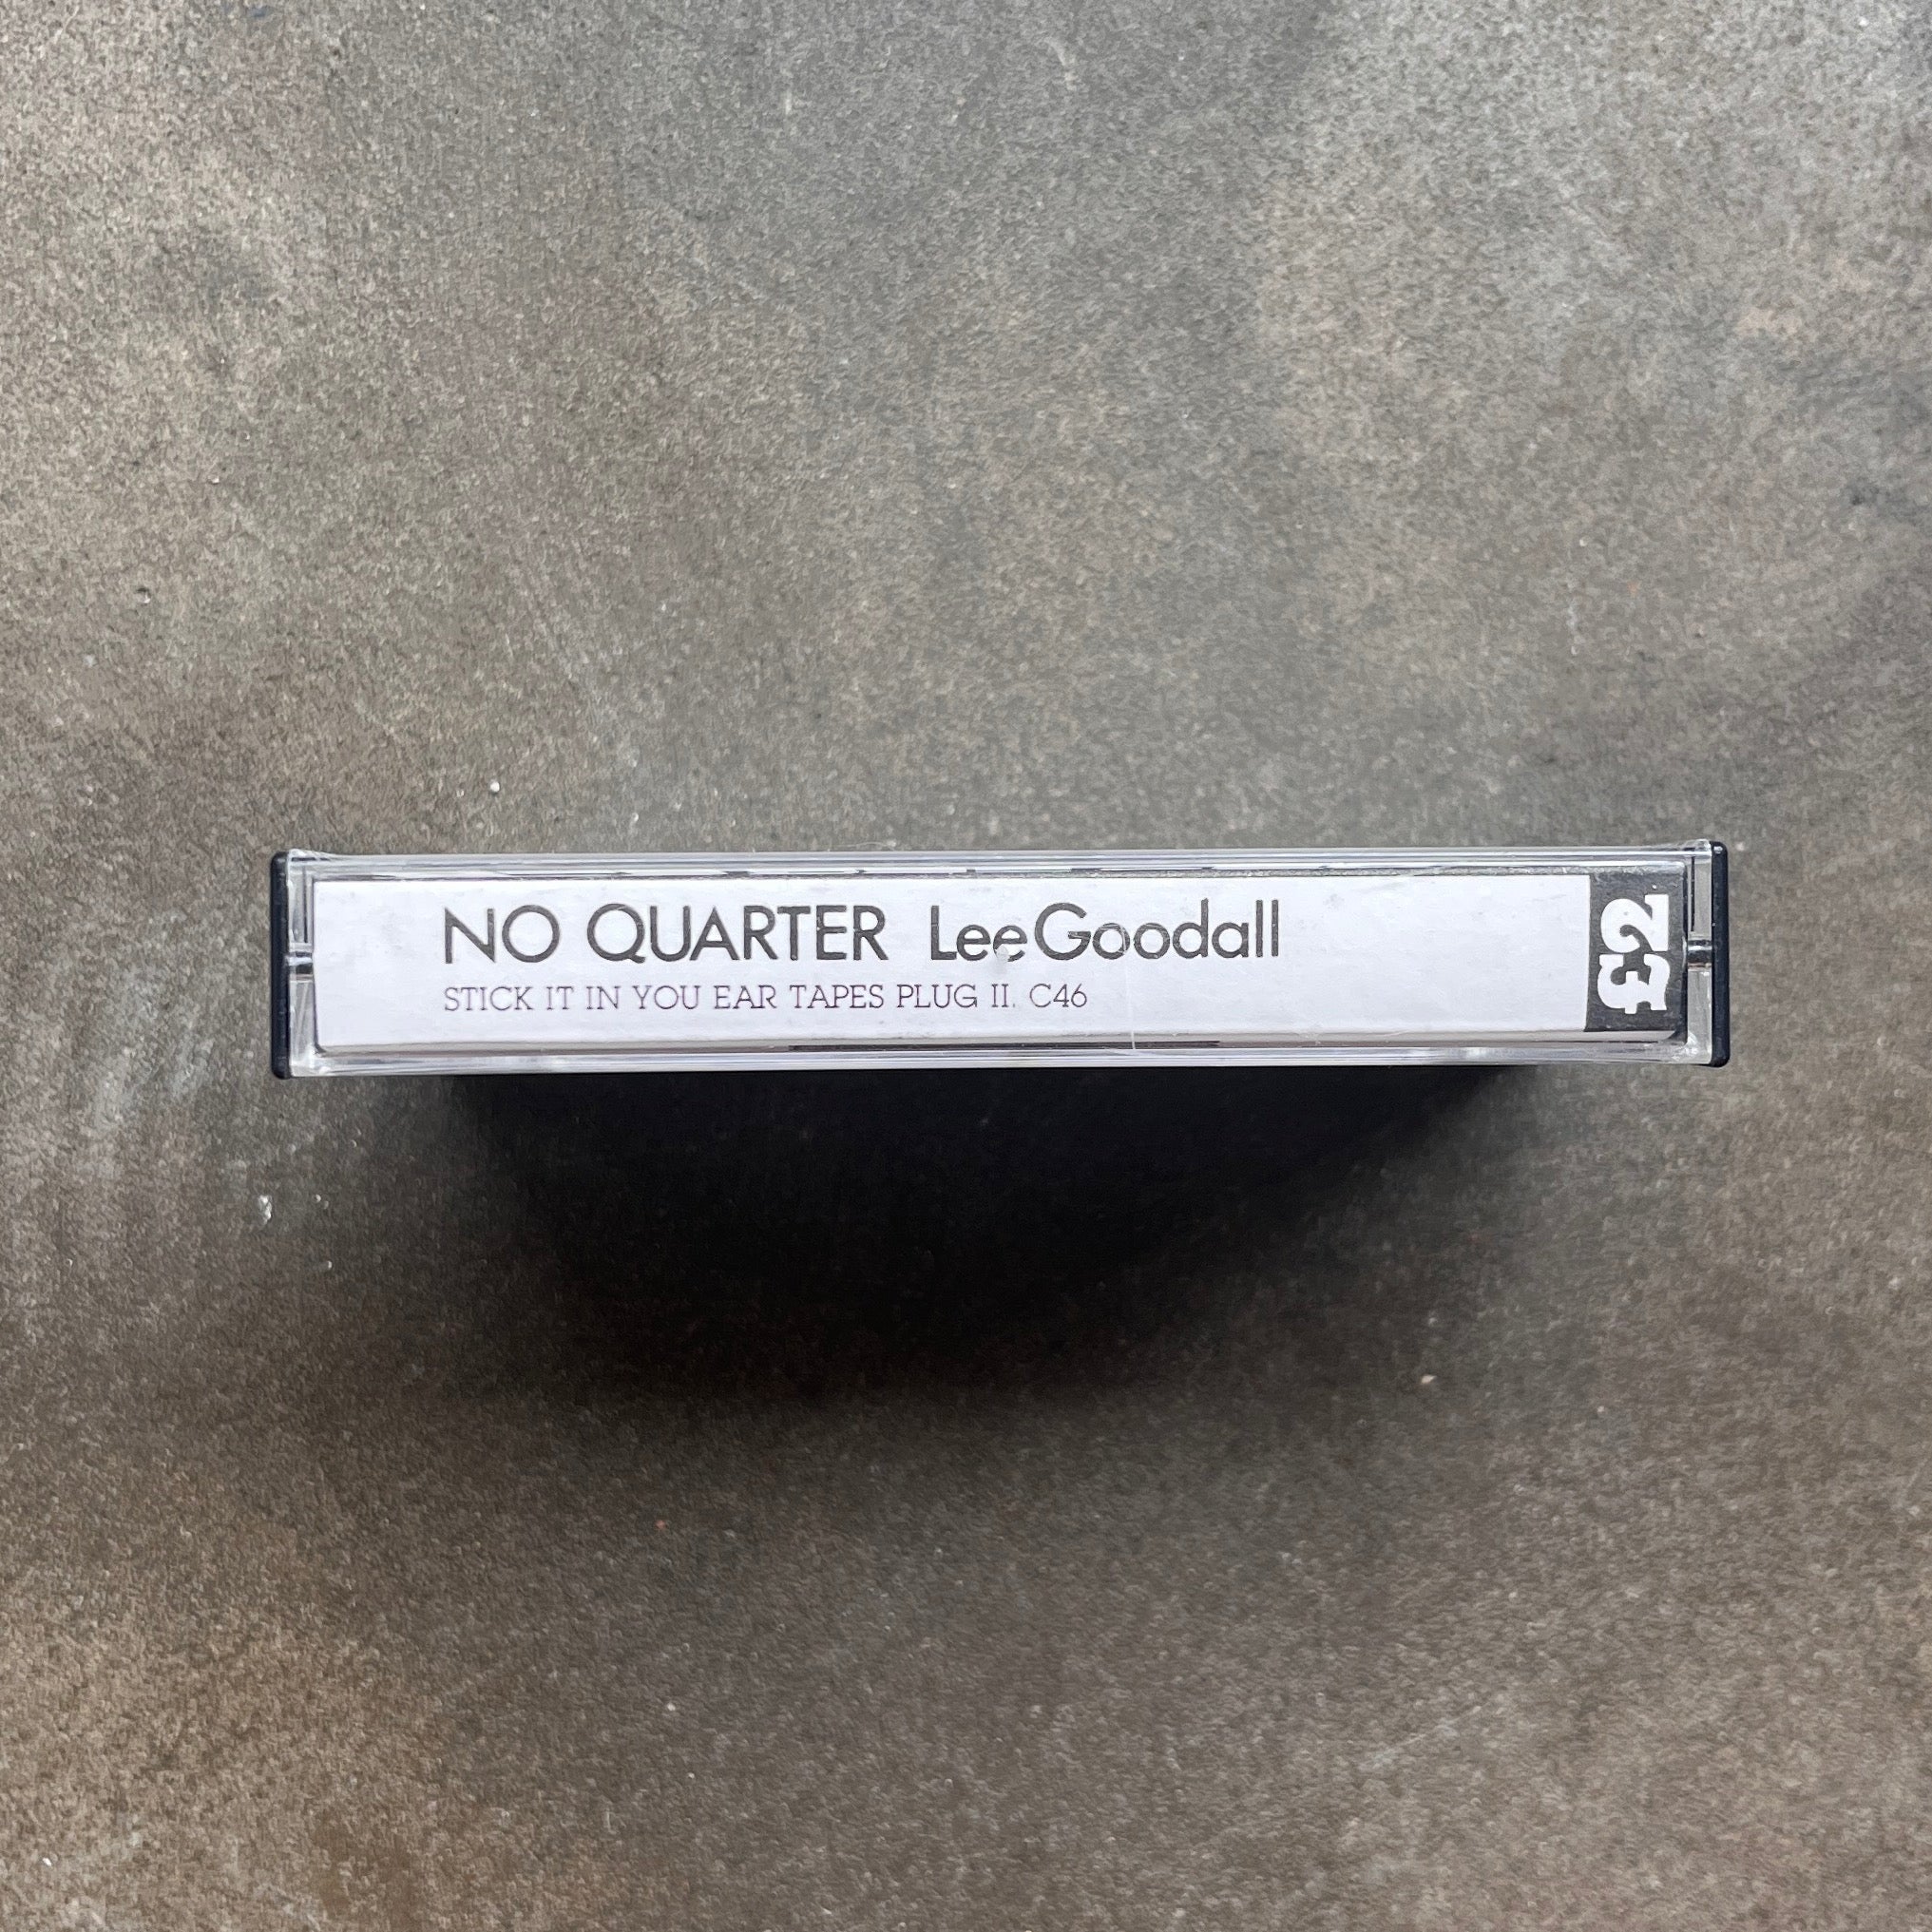 NO QUARTER Lee Goodall
STICK IT IN YOU EAR TAPES PLUG II. C46
£2